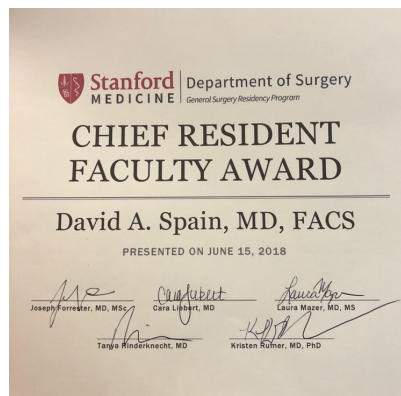 Stanford | Department of Surgery
MEDICINE | General Surgery Residency Program
CHIEF RESIDENT
FACULTY AWARD
David A. Spain, MD, FACS
PRESENTED ON JUNE 15, 2018
Joseph Forrester, MD, MSc
Cara Liebert, MD
Laura Mazer, MD, MS
Tanya Rinderknecht, MD
Kristen Rumer, MD, PhD